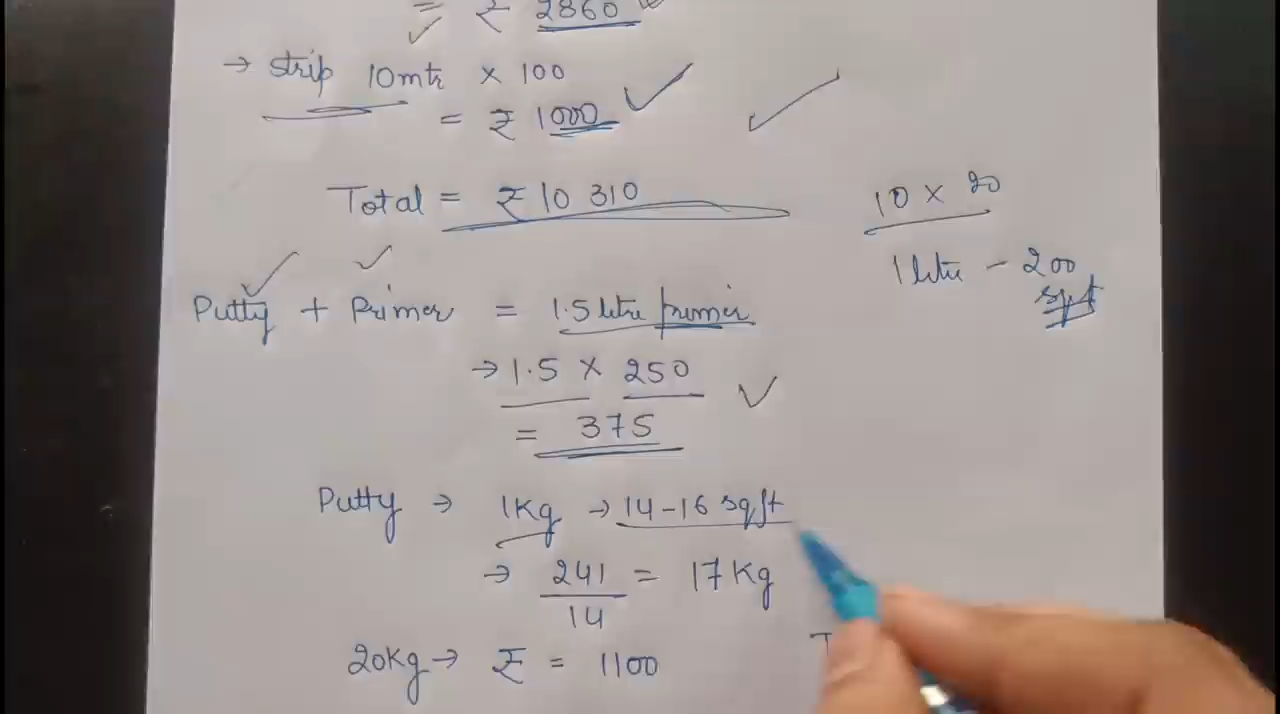 = ₹ 2860
→ strip 10mtr × 100
= ₹ 1000
Total = ₹ 10 310
10 × 20
1 litre - 200
sqft
Putty + Primer = 1.5 litre primer
→ 1.5 × 250
= 375
Putty → 1Kg → 14-16 sqft
→ 241/14 = 17 Kg
20Kg → ₹ = 1100